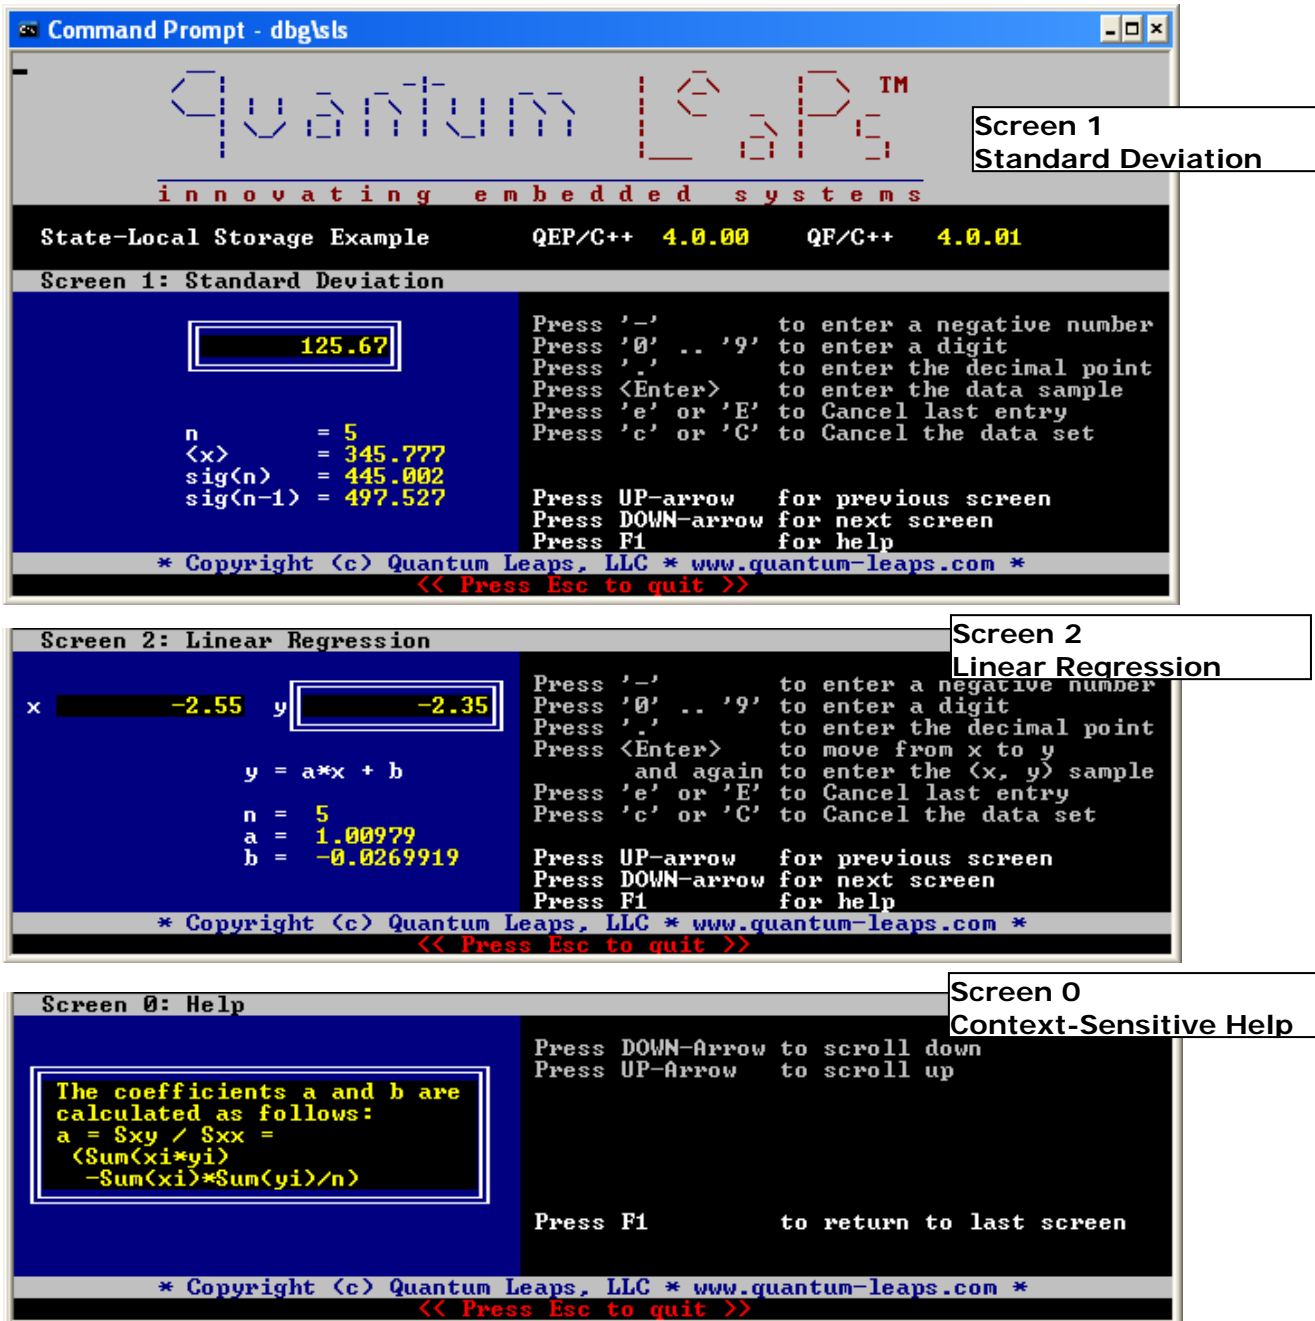 Command Prompt - dbg\sls
Quantum LeaPs™
innovating embedded systems
Screen 1
Standard Deviation
State-Local Storage Example QEP/C++ 4.0.00 QF/C++ 4.0.01
Screen 1: Standard Deviation
125.67
n = 5
<x> = 345.777
sig(n) = 445.002
sig(n-1) = 497.527
Press '-' to enter a negative number
Press '0' .. '9' to enter a digit
Press '.' to enter the decimal point
Press <Enter> to enter the data sample
Press 'e' or 'E' to Cancel last entry
Press 'c' or 'C' to Cancel the data set
Press UP-arrow for previous screen
Press DOWN-arrow for next screen
Press F1 for help
* Copyright (c) Quantum Leaps, LLC * www.quantum-leaps.com *
<< Press Esc to quit >>
Screen 2
Linear Regression
Screen 2: Linear Regression
x -2.55 y -2.35
y = a*x + b
n = 5
a = 1.00979
b = -0.0269919
Press '-' to enter a negative number
Press '0' .. '9' to enter a digit
Press '.' to enter the decimal point
Press <Enter> to move from x to y
and again to enter the (x, y) sample
Press 'e' or 'E' to Cancel last entry
Press 'c' or 'C' to Cancel the data set
Press UP-arrow for previous screen
Press DOWN-arrow for next screen
Press F1 for help
* Copyright (c) Quantum Leaps, LLC * www.quantum-leaps.com *
<< Press Esc to quit >>
Screen 0
Context-Sensitive Help
Screen 0: Help
The coefficients a and b are
calculated as follows:
a = Sxy / Sxx =
(Sum(xi*yi)
-Sum(xi)*Sum(yi)/n)
Press DOWN-Arrow to scroll down
Press UP-Arrow to scroll up
Press F1 to return to last screen
* Copyright (c) Quantum Leaps, LLC * www.quantum-leaps.com *
<< Press Esc to quit >>